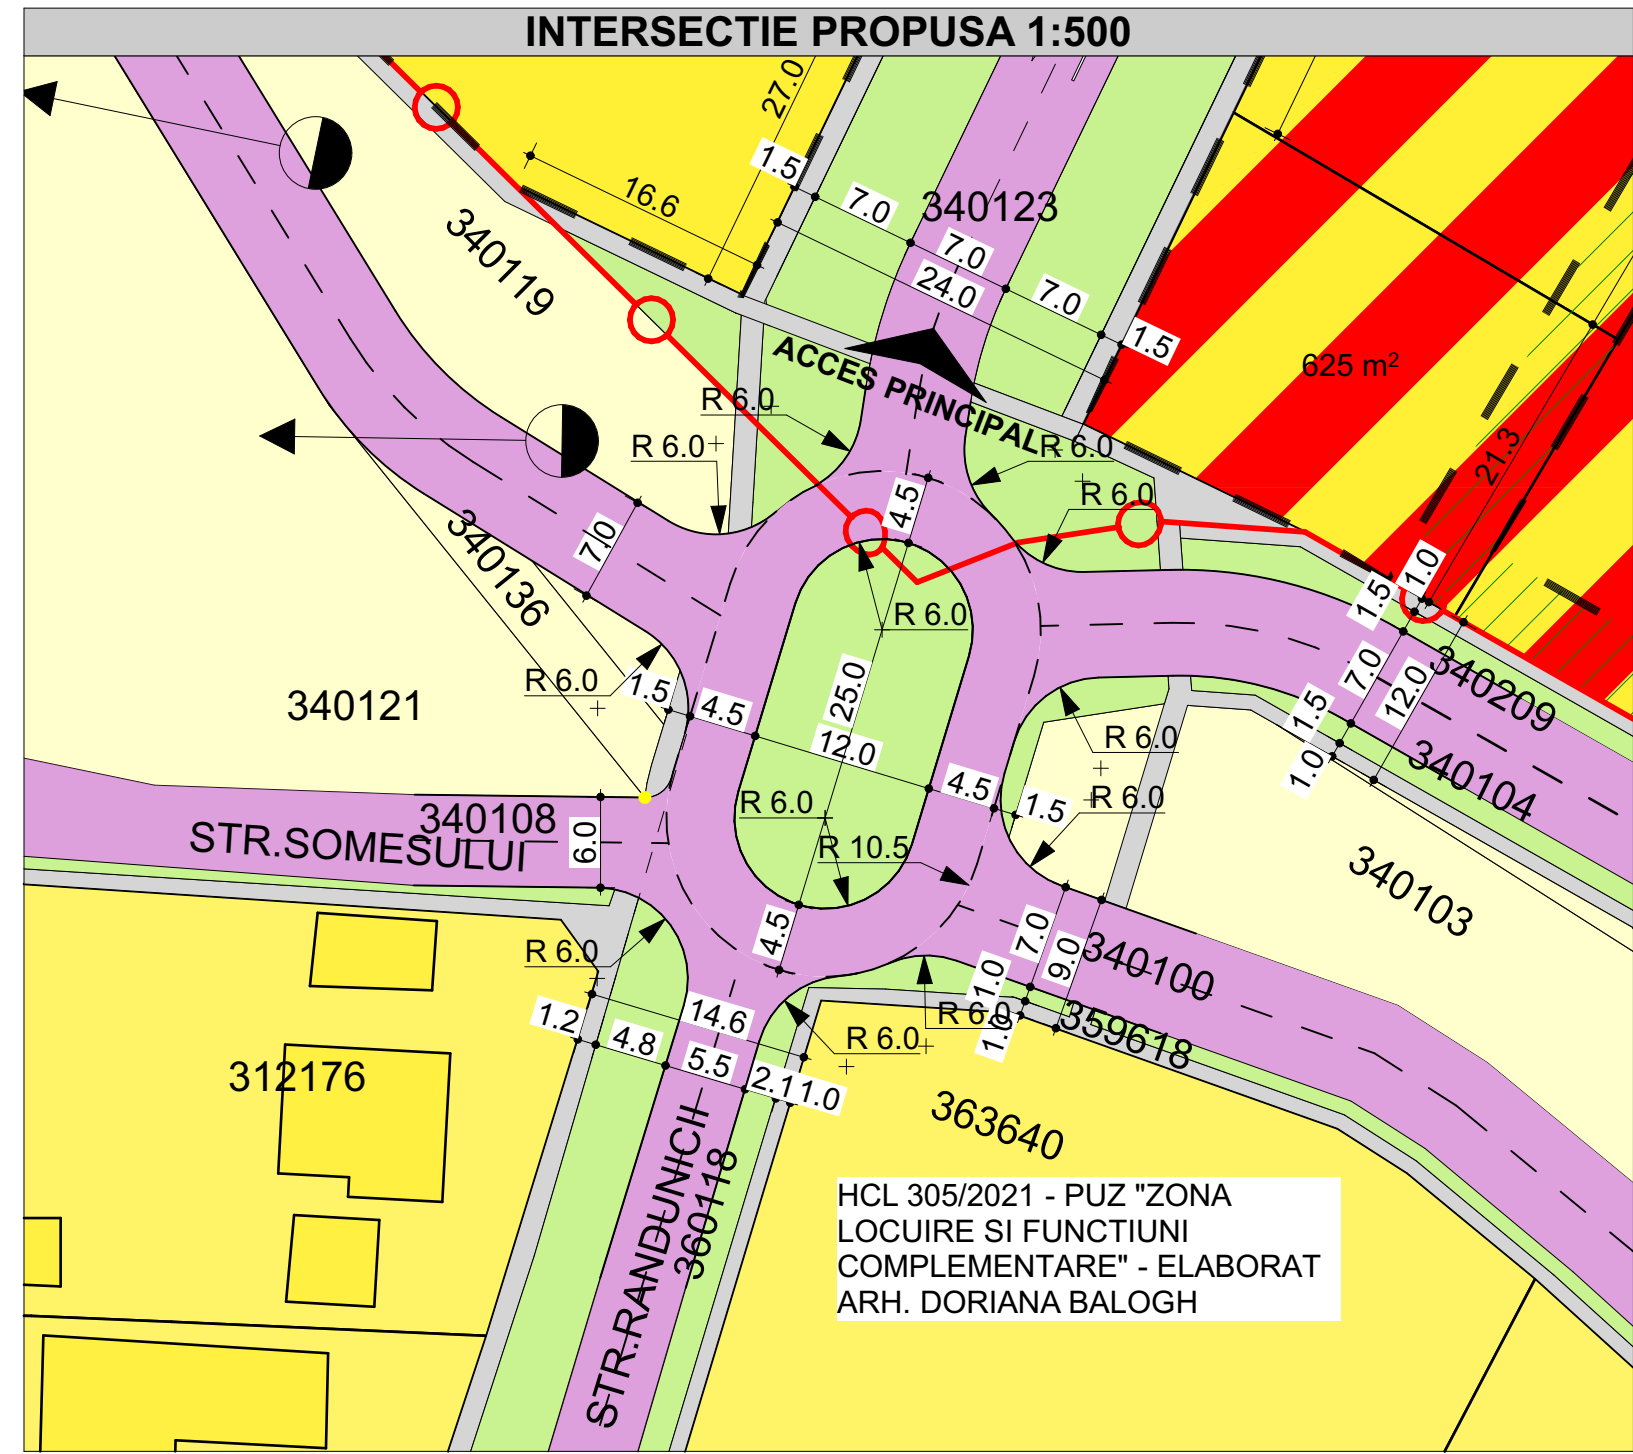 INTERSECTIE PROPUSA 1:500
27.0
1.5
16.6
7.0
340123
340119
7.0
24.0
7.0
1.5
625 m²
ACCES PRINCIPAL
R 6.0
R 6.0
R 6.0
R 6.0
21.3
4.5
7.0
340136
1.0
1.5
R 6.0
7.0
340209
12.0
R 6.0
1.5
25.0
340121
4.5
12.0
R 6.0
1.5
1.0
340104
4.5
1.5
R 6.0
R 6.0
340108
STR.SOMESULUI
6.0
R 10.5
340103
4.5
7.0
9.0
R 6.0
340100
1.0
1.0
R 6.0
359618
14.6
1.2
4.8
5.5
R 6.0
2.1
1.0
312176
363640
STR.RANDUNICII
360118
HCL 305/2021 - PUZ "ZONA
LOCUIRE SI FUNCTIUNI
COMPLEMENTARE" - ELABORAT
ARH. DORIANA BALOGH